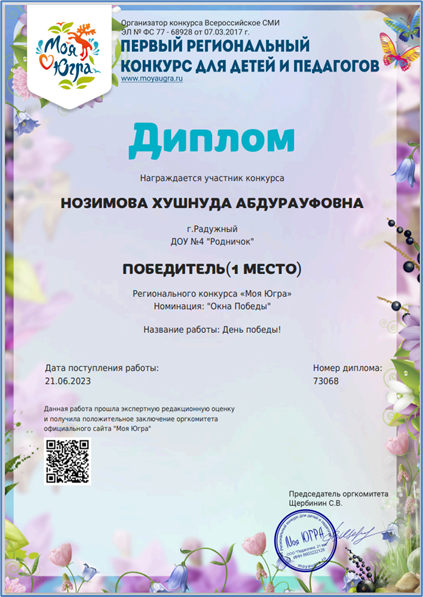 Моя
Югра
Организатор конкурса Всероссийское СМИ
ЭЛ № ФС 77 - 68928 от 07.03.2017 г.
ПЕРВЫЙ РЕГИОНАЛЬНЫЙ
КОНКУРС ДЛЯ ДЕТЕЙ И ПЕДАГОГОВ
www.moyaugra.ru
Диплом
Награждается участник конкурса
НОЗИМОВА ХУШНУДА АБДУРАУФОВНА
г.Радужный
ДОУ №4 "Родничок"
ПОБЕДИТЕЛЬ(1 МЕСТО)
Регионального конкурса «Моя Югра»
Номинация: "Окна Победы"
Название работы: День победы!
Дата поступления работы:
21.06.2023
Номер диплома:
73068
Данная работа прошла экспертную редакционную оценку
и получила положительное заключение оргкомитета
официального сайта "Моя Югра"
Председатель оргкомитета
Щербинин С.В.
Моя ЮГРА